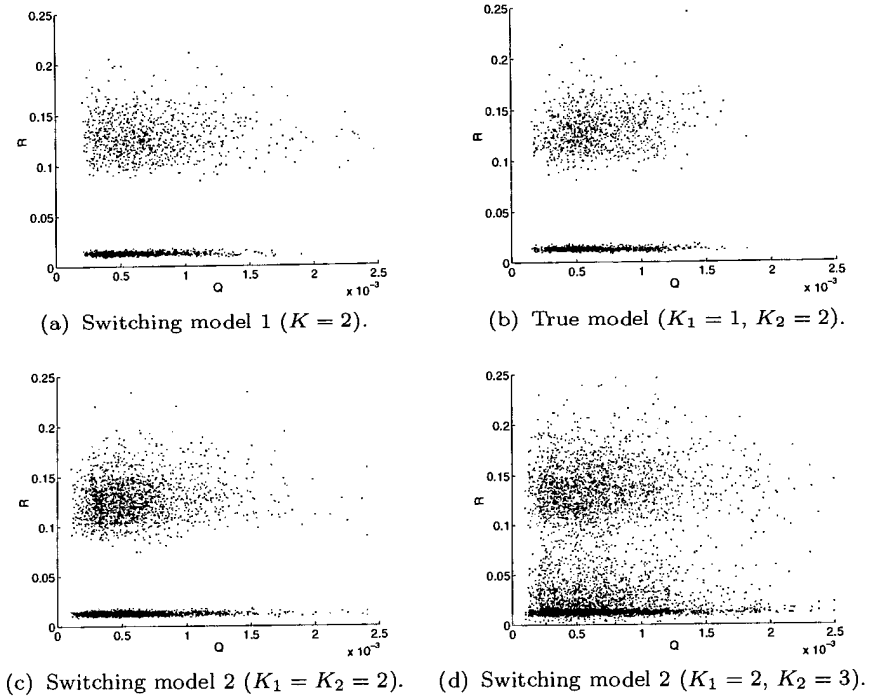 0.25
0.2
0.15
0.1
0.05
0
R
0 0.5 1 1.5 2 2.5
Q
x 10⁻³
(a) Switching model 1 (K = 2).
0.25
0.2
0.15
0.1
0.05
0
R
0 0.5 1 1.5 2 2.5
Q
x 10⁻³
(b) True model (K₁ = 1, K₂ = 2).
0.25
0.2
0.15
0.1
0.05
0
R
0 0.5 1 1.5 2 2.5
Q
x 10⁻³
(c) Switching model 2 (K₁ = K₂ = 2).
0.25
0.2
0.15
0.1
0.05
0
R
0 0.5 1 1.5 2 2.5
Q
x 10⁻³
(d) Switching model 2 (K₁ = 2, K₂ = 3).